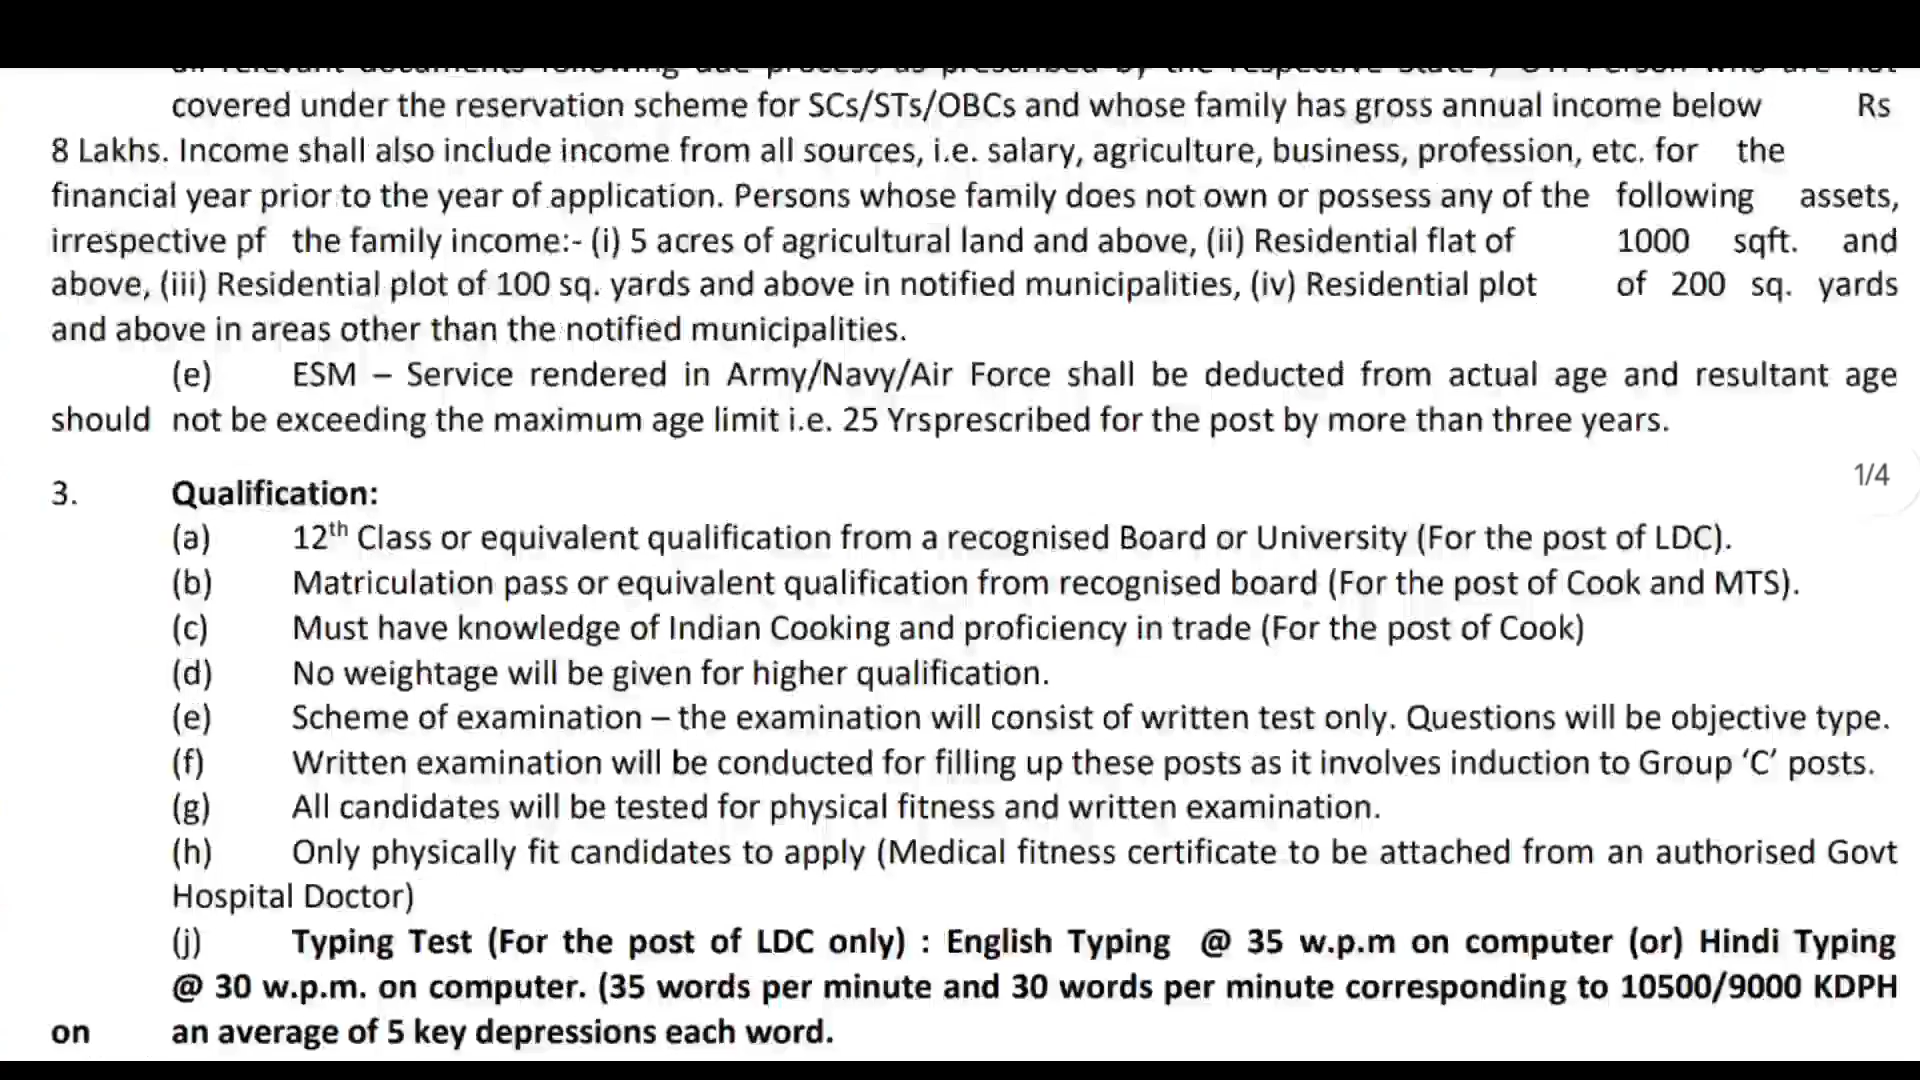 covered under the reservation scheme for SCs/STs/OBCs and whose family has gross annual income below Rs
8 Lakhs. Income shall also include income from all sources, i.e. salary, agriculture, business, profession, etc. for the
financial year prior to the year of application. Persons whose family does not own or possess any of the following assets,
irrespective pf the family income:- (i) 5 acres of agricultural land and above, (ii) Residential flat of 1000 sqft. and
above, (iii) Residential plot of 100 sq. yards and above in notified municipalities, (iv) Residential plot of 200 sq. yards
and above in areas other than the notified municipalities.
(e) ESM – Service rendered in Army/Navy/Air Force shall be deducted from actual age and resultant age
should not be exceeding the maximum age limit i.e. 25 Yrsprescribed for the post by more than three years.
1/4
3. Qualification:
(a) 12th Class or equivalent qualification from a recognised Board or University (For the post of LDC).
(b) Matriculation pass or equivalent qualification from recognised board (For the post of Cook and MTS).
(c) Must have knowledge of Indian Cooking and proficiency in trade (For the post of Cook)
(d) No weightage will be given for higher qualification.
(e) Scheme of examination – the examination will consist of written test only. Questions will be objective type.
(f) Written examination will be conducted for filling up these posts as it involves induction to Group ‘C’ posts.
(g) All candidates will be tested for physical fitness and written examination.
(h) Only physically fit candidates to apply (Medical fitness certificate to be attached from an authorised Govt
Hospital Doctor)
(j) Typing Test (For the post of LDC only) : English Typing @ 35 w.p.m on computer (or) Hindi Typing
@ 30 w.p.m. on computer. (35 words per minute and 30 words per minute corresponding to 10500/9000 KDPH
on an average of 5 key depressions each word.